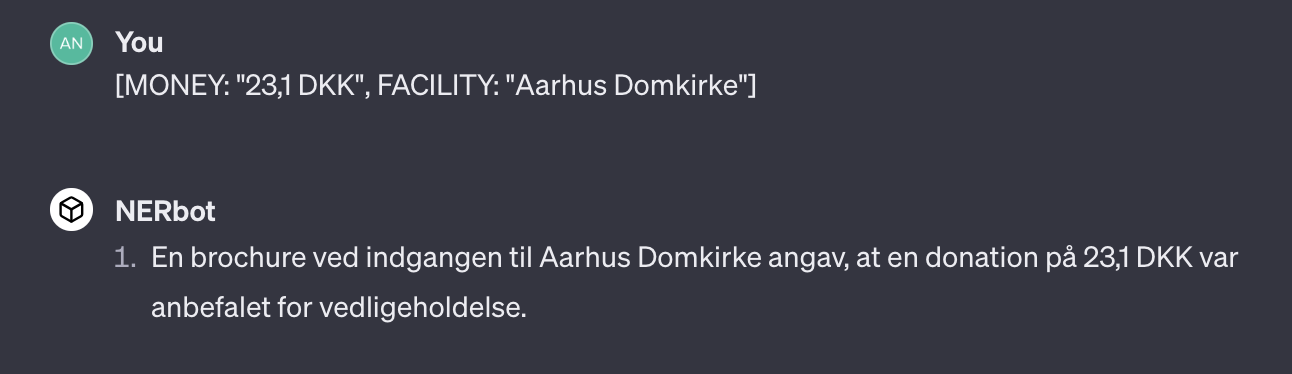 AN
You
[MONEY: "23,1 DKK", FACILITY: "Aarhus Domkirke"]
NERbot
1. En brochure ved indgangen til Aarhus Domkirke angav, at en donation på 23,1 DKK var
anbefalet for vedligeholdelse.